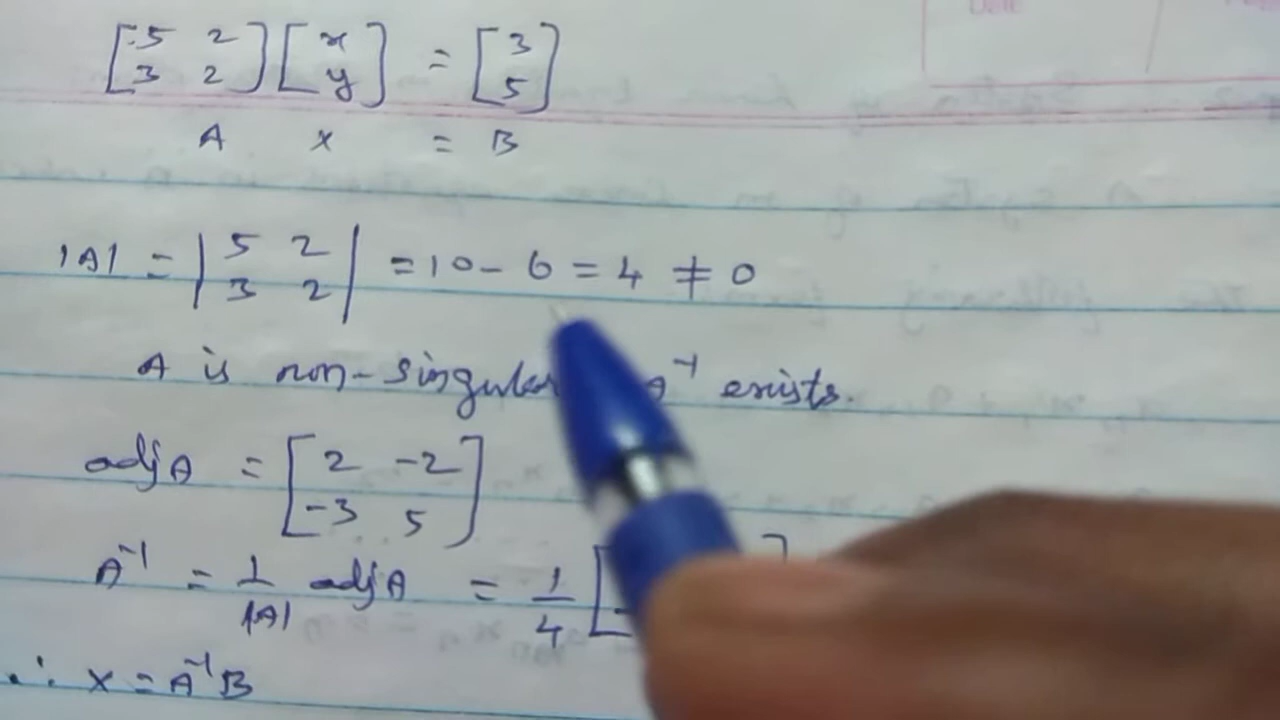 [5 2] [x] = [3]
[3 2] [y] [5]
A X = B
|A| = |5 2| = 10 - 6 = 4 ≠ 0
|3 2|
A is non-singular A⁻¹ exists.
adj A = [2 -2]
[-3 5]
A⁻¹ = 1/|A| adj A = 1/4 [
∴ X = A⁻¹B